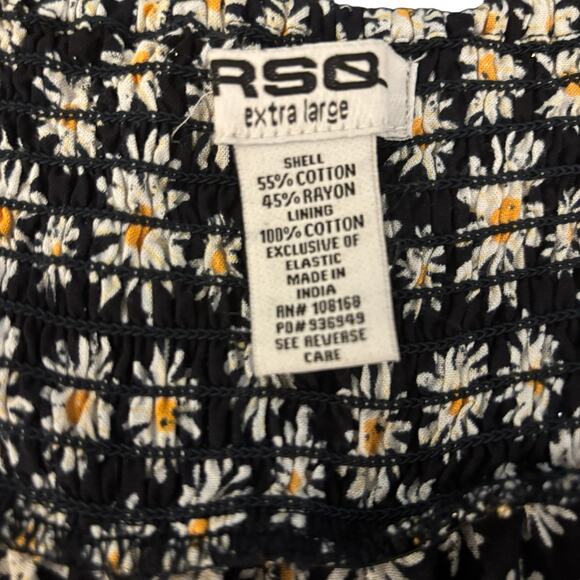 RSQ
extra large
SHELL
55% COTTON
45% RAYON
LINING
100% COTTON
EXCLUSIVE OF
ELASTIC
MADE IN
INDIA
RN# 108168
PO# 936949
SEE REVERSE
CARE